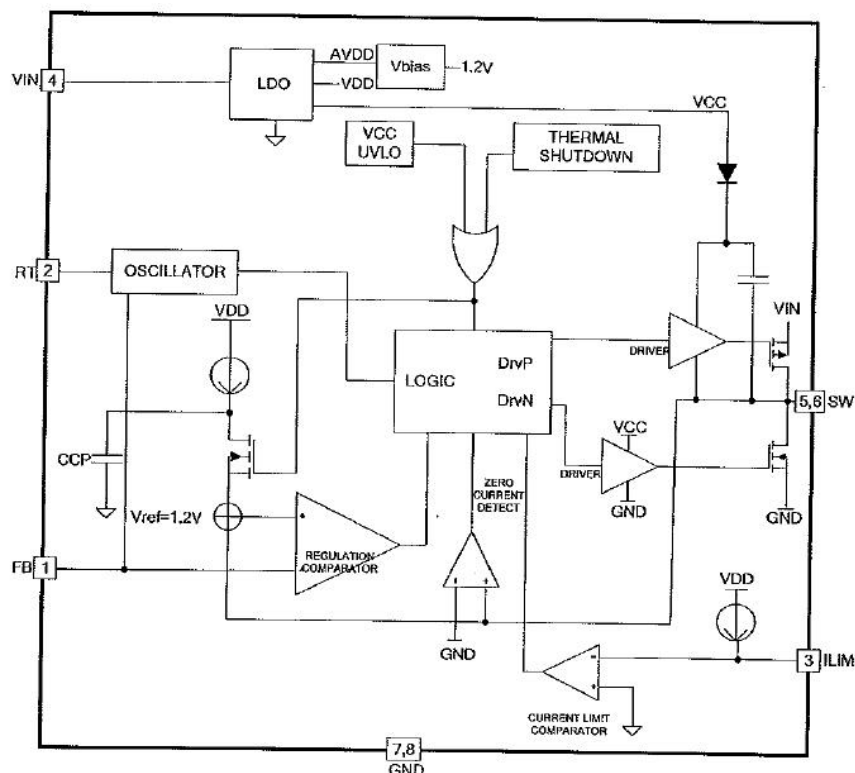 AVDD
Vbias
1.2V
VIN 4
LDO
VDD
VCC
VCC
UVLO
THERMAL
SHUTDOWN
RT 2
OSCILLATOR
VDD
VIN
DRIVER
DrvP
LOGIC
DrvN
5,6 SW
VCC
CCP
DRIVER
ZERO
CURRENT
DETECT
GND
GND
Vref=1.2V
REGULATION
COMPARATOR
FB 1
VDD
GND
3 ILIM
CURRENT LIMIT
COMPARATOR
7,8
GND